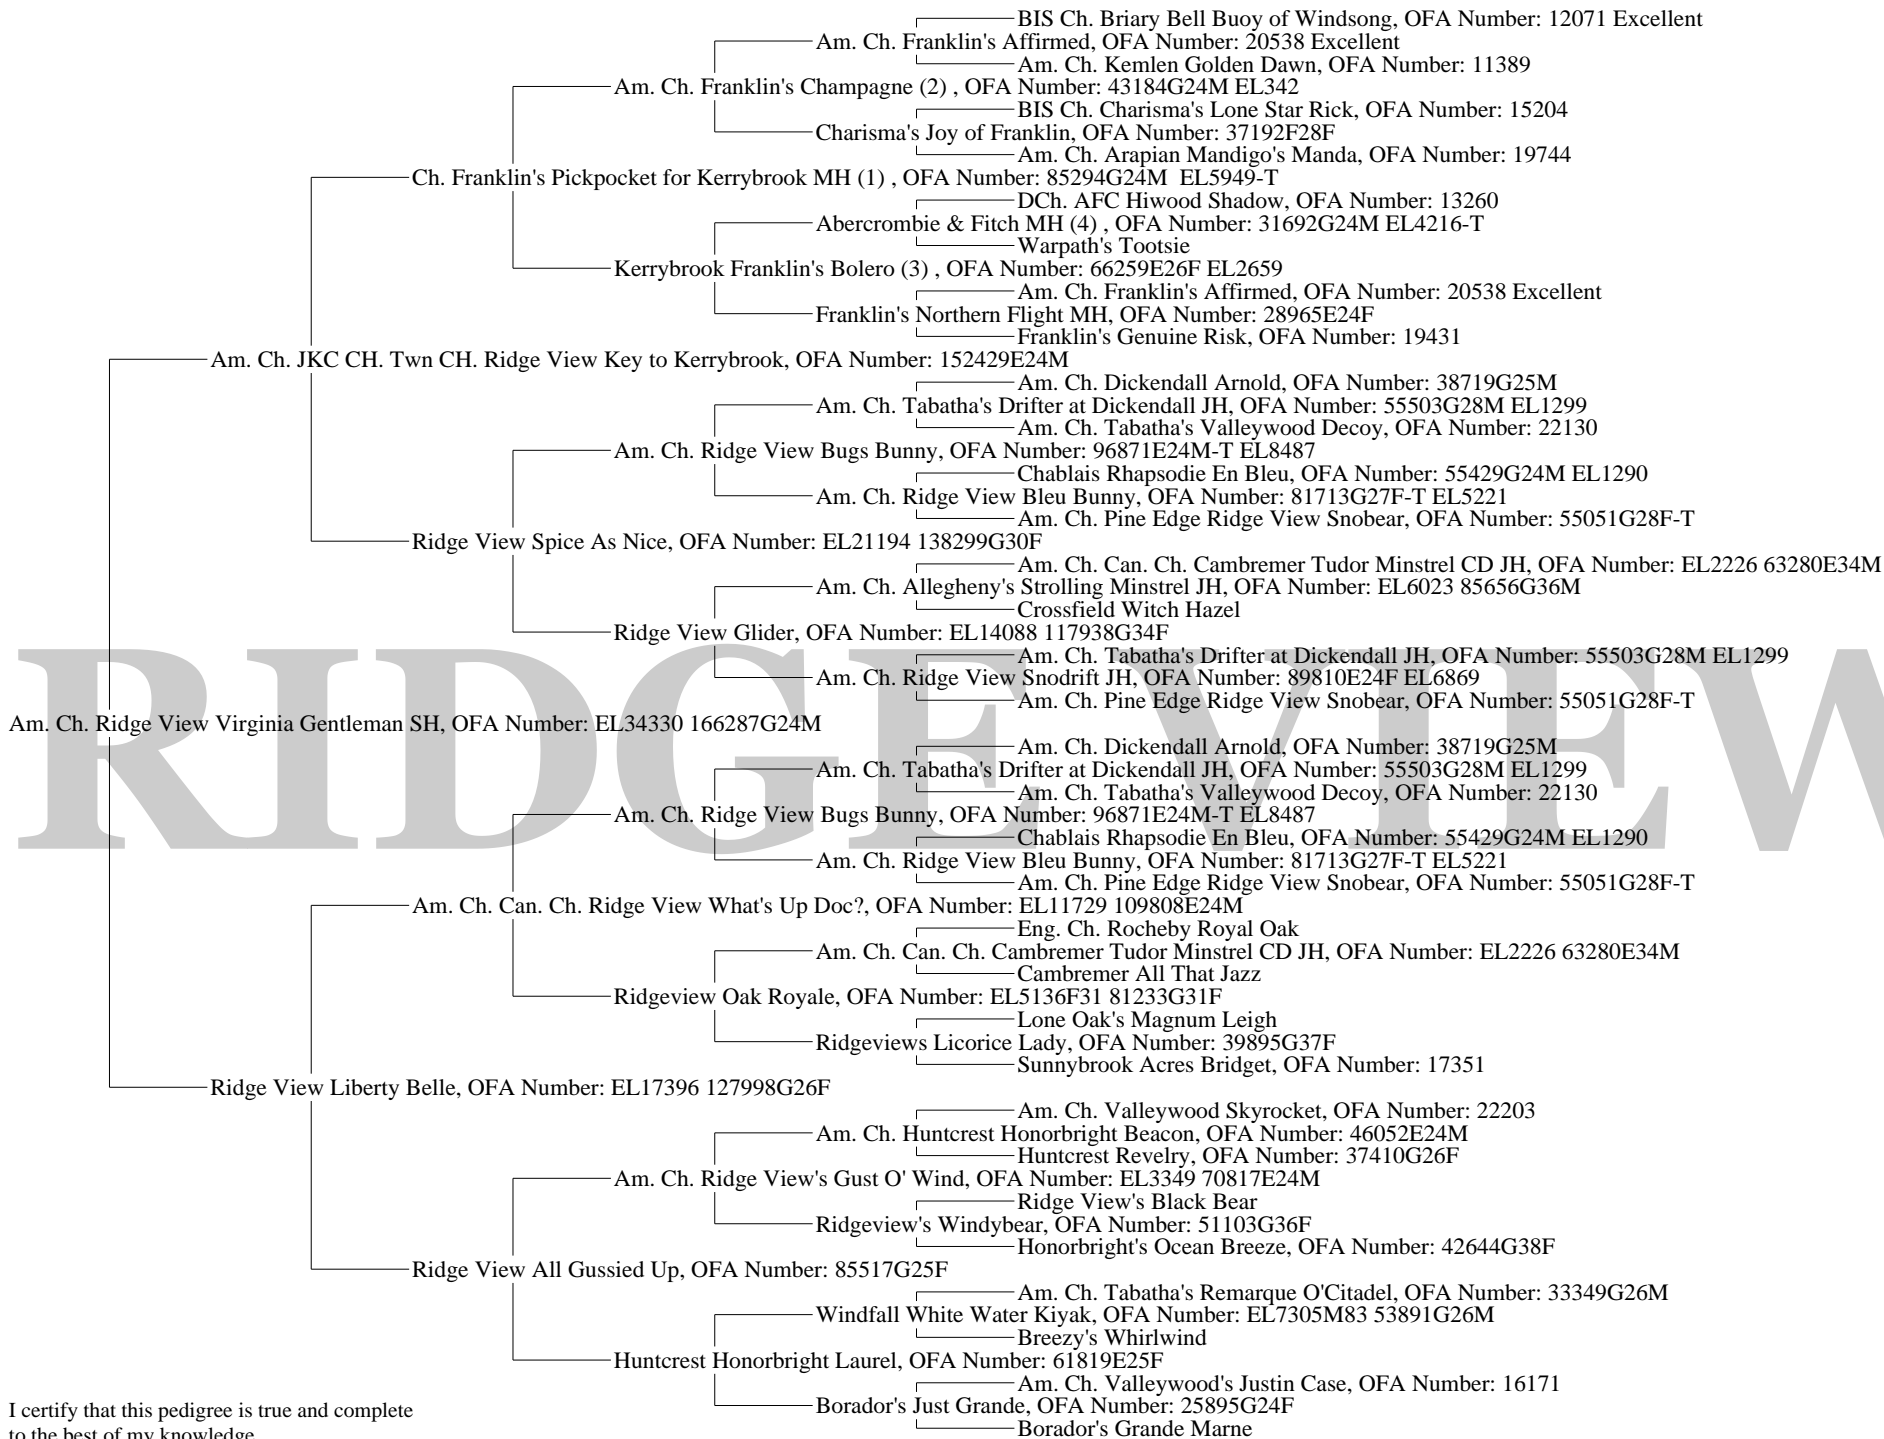 BIS Ch. Briary Bell Buoy of Windsong, OFA Number: 12071 Excellent
Am. Ch. Franklin's Affirmed, OFA Number: 20538 Excellent
Am. Ch. Kemlen Golden Dawn, OFA Number: 11389
Am. Ch. Franklin's Champagne (2) , OFA Number: 43184G24M EL342
BIS Ch. Charisma's Lone Star Rick, OFA Number: 15204
Charisma's Joy of Franklin, OFA Number: 37192F28F
Am. Ch. Arapian Mandigo's Manda, OFA Number: 19744
Ch. Franklin's Pickpocket for Kerrybrook MH (1) , OFA Number: 85294G24M EL5949-T
DCh. AFC Hiwood Shadow, OFA Number: 13260
Abercrombie & Fitch MH (4) , OFA Number: 31692G24M EL4216-T
Warpath's Tootsie
Kerrybrook Franklin's Bolero (3) , OFA Number: 66259E26F EL2659
Am. Ch. Franklin's Affirmed, OFA Number: 20538 Excellent
Franklin's Northern Flight MH, OFA Number: 28965E24F
Franklin's Genuine Risk, OFA Number: 19431
Am. Ch. JKC CH. Twn CH. Ridge View Key to Kerrybrook, OFA Number: 152429E24M
Am. Ch. Dickendall Arnold, OFA Number: 38719G25M
Am. Ch. Tabatha's Drifter at Dickendall JH, OFA Number: 55503G28M EL1299
Am. Ch. Tabatha's Valleywood Decoy, OFA Number: 22130
Am. Ch. Ridge View Bugs Bunny, OFA Number: 96871E24M-T EL8487
Chablais Rhapsodie En Bleu, OFA Number: 55429G24M EL1290
Am. Ch. Ridge View Bleu Bunny, OFA Number: 81713G27F-T EL5221
Am. Ch. Pine Edge Ridge View Snobear, OFA Number: 55051G28F-T
Ridge View Spice As Nice, OFA Number: EL21194 138299G30F
Am. Ch. Can. Ch. Cambremer Tudor Minstrel CD JH, OFA Number: EL2226 63280E34M
Am. Ch. Allegheny's Strolling Minstrel JH, OFA Number: EL6023 85656G36M
Crossfield Witch Hazel
Ridge View Glider, OFA Number: EL14088 117938G34F
Am. Ch. Tabatha's Drifter at Dickendall JH, OFA Number: 55503G28M EL1299
Am. Ch. Ridge View Snodrift JH, OFA Number: 89810E24F EL6869
Am. Ch. Pine Edge Ridge View Snobear, OFA Number: 55051G28F-T
Am. Ch. Ridge View Virginia Gentleman SH, OFA Number: EL34330 166287G24M
RIDGE VIEW
Am. Ch. Dickendall Arnold, OFA Number: 38719G25M
Am. Ch. Tabatha's Drifter at Dickendall JH, OFA Number: 55503G28M EL1299
Am. Ch. Tabatha's Valleywood Decoy, OFA Number: 22130
Am. Ch. Ridge View Bugs Bunny, OFA Number: 96871E24M-T EL8487
Chablais Rhapsodie En Bleu, OFA Number: 55429G24M EL1290
Am. Ch. Ridge View Bleu Bunny, OFA Number: 81713G27F-T EL5221
Am. Ch. Pine Edge Ridge View Snobear, OFA Number: 55051G28F-T
Am. Ch. Can. Ch. Ridge View What's Up Doc?, OFA Number: EL11729 109808E24M
Eng. Ch. Rocheby Royal Oak
Am. Ch. Can. Ch. Cambremer Tudor Minstrel CD JH, OFA Number: EL2226 63280E34M
Cambremer All That Jazz
Ridgeview Oak Royale, OFA Number: EL5136F31 81233G31F
Lone Oak's Magnum Leigh
Ridgeviews Licorice Lady, OFA Number: 39895G37F
Sunnybrook Acres Bridget, OFA Number: 17351
Ridge View Liberty Belle, OFA Number: EL17396 127998G26F
Am. Ch. Valleywood Skyrocket, OFA Number: 22203
Am. Ch. Huntcrest Honorbright Beacon, OFA Number: 46052E24M
Huntcrest Revelry, OFA Number: 37410G26F
Am. Ch. Ridge View's Gust O' Wind, OFA Number: EL3349 70817E24M
Ridge View's Black Bear
Ridgeview's Windybear, OFA Number: 51103G36F
Honorbright's Ocean Breeze, OFA Number: 42644G38F
Ridge View All Gussied Up, OFA Number: 85517G25F
Am. Ch. Tabatha's Remarque O'Citadel, OFA Number: 33349G26M
Windfall White Water Kiyak, OFA Number: EL7305M83 53891G26M
Breezy's Whirlwind
Huntcrest Honorbright Laurel, OFA Number: 61819E25F
Am. Ch. Valleywood's Justin Case, OFA Number: 16171
Borador's Just Grande, OFA Number: 25895G24F
Borador's Grande Marne
I certify that this pedigree is true and complete
to the best of my knowledge